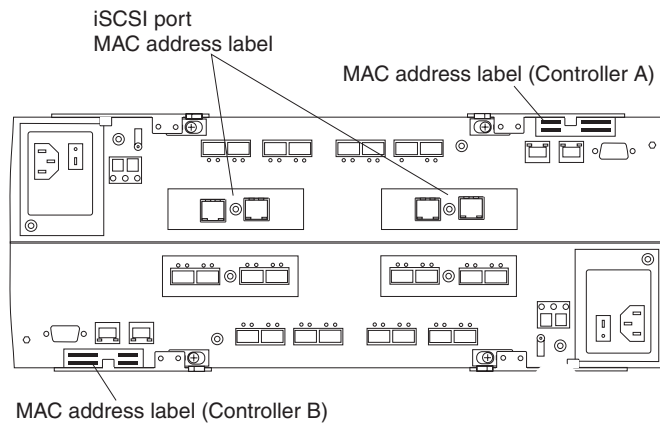 iSCSI port
MAC address label
MAC address label (Controller A)
MAC address label (Controller B)